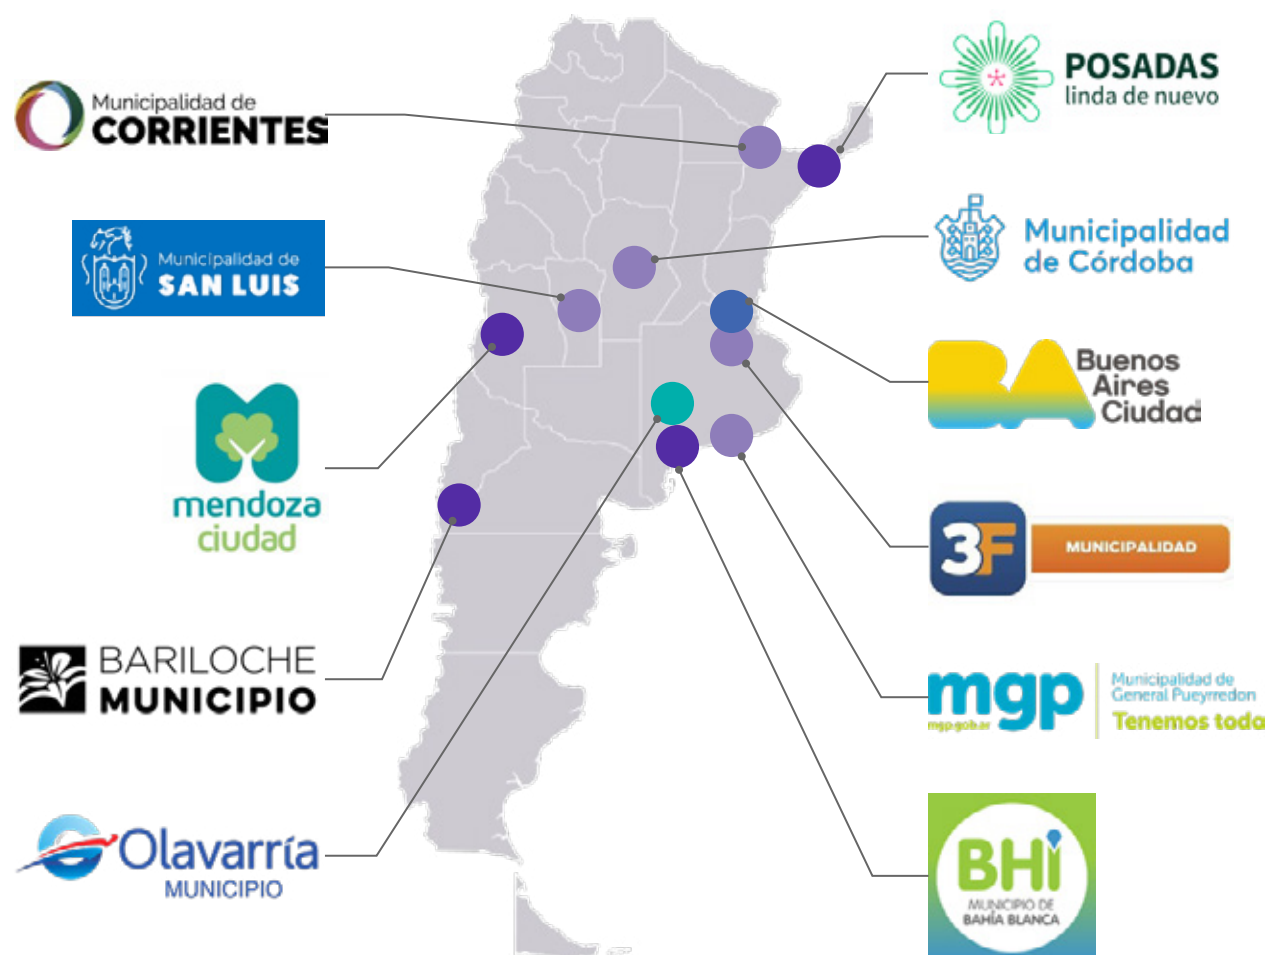 Municipalidad de
CORRIENTES
Municipalidad de
SAN LUIS
mendoza
ciudad
BARILOCHE
MUNICIPIO
Olavarría
MUNICIPIO
POSADAS
linda de nuevo
Municipalidad
de Córdoba
BA
Buenos
Aires
Ciudad
3F
MUNICIPALIDAD
mgp
mgp.gob.ar
Municipalidad de
General Pueyrredon
Tenemos todo
BHi
MUNICIPIO DE
BAHÍA BLANCA